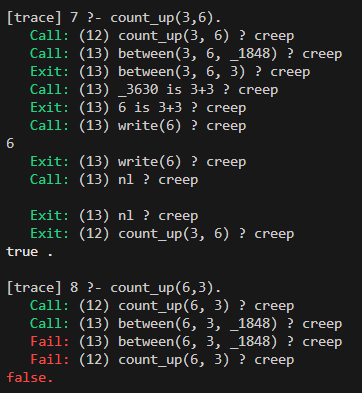 [trace] 7 ?- count_up(3,6).
   Call: (12) count_up(3, 6) ? creep
   Call: (13) between(3, 6, _1848) ? creep
   Exit: (13) between(3, 6, 3) ? creep
   Call: (13) _3630 is 3+3 ? creep
   Exit: (13) 6 is 3+3 ? creep
   Call: (13) write(6) ? creep
6
   Exit: (13) write(6) ? creep
   Call: (13) nl ? creep

   Exit: (13) nl ? creep
   Exit: (12) count_up(3, 6) ? creep
true .

[trace] 8 ?- count_up(6,3).
   Call: (12) count_up(6, 3) ? creep
   Call: (13) between(6, 3, _1848) ? creep
   Fail: (13) between(6, 3, _1848) ? creep
   Fail: (12) count_up(6, 3) ? creep
false.